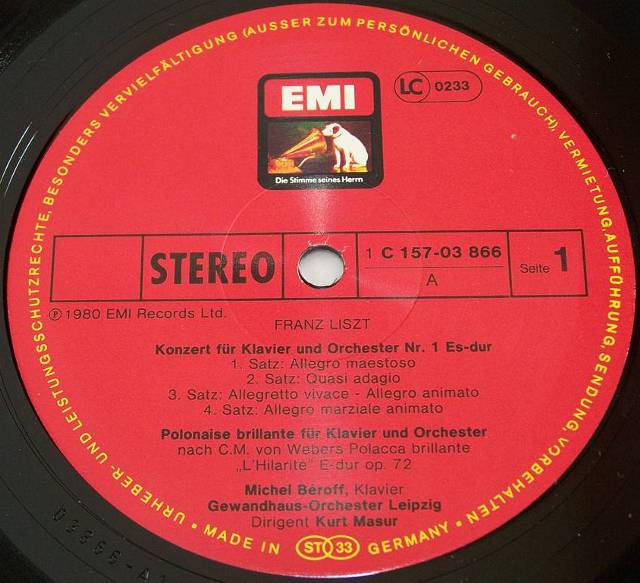 URHEBER- UND LEISTUNGSSCHUTZRECHTE, BESONDERS VERVIELFÄLTIGUNG (AUSSER ZUM PERSÖNLICHEN GEBRAUCH), VERMIETUNG, AUFFÜHRUNG, SENDUNG VORBEHALTEN
EMI
LC 0233
Die Stimme seines Herrn
STEREO
1 C 157-03 866
A
Seite 1
℗ 1980 EMI Records Ltd.
FRANZ LISZT
Konzert für Klavier und Orchester Nr. 1 Es-dur
1. Satz: Allegro maestoso
2. Satz: Quasi adagio
3. Satz: Allegretto vivace - Allegro animato
4. Satz: Allegro marziale animato
Polonaise brillante für Klavier und Orchester
nach C.M. von Webers Polacca brillante
„L'Hilarité" E-dur op. 72
Michel Béroff, Klavier
Gewandhaus-Orchester Leipzig
Dirigent Kurt Masur
• MADE IN ST 33 GERMANY •